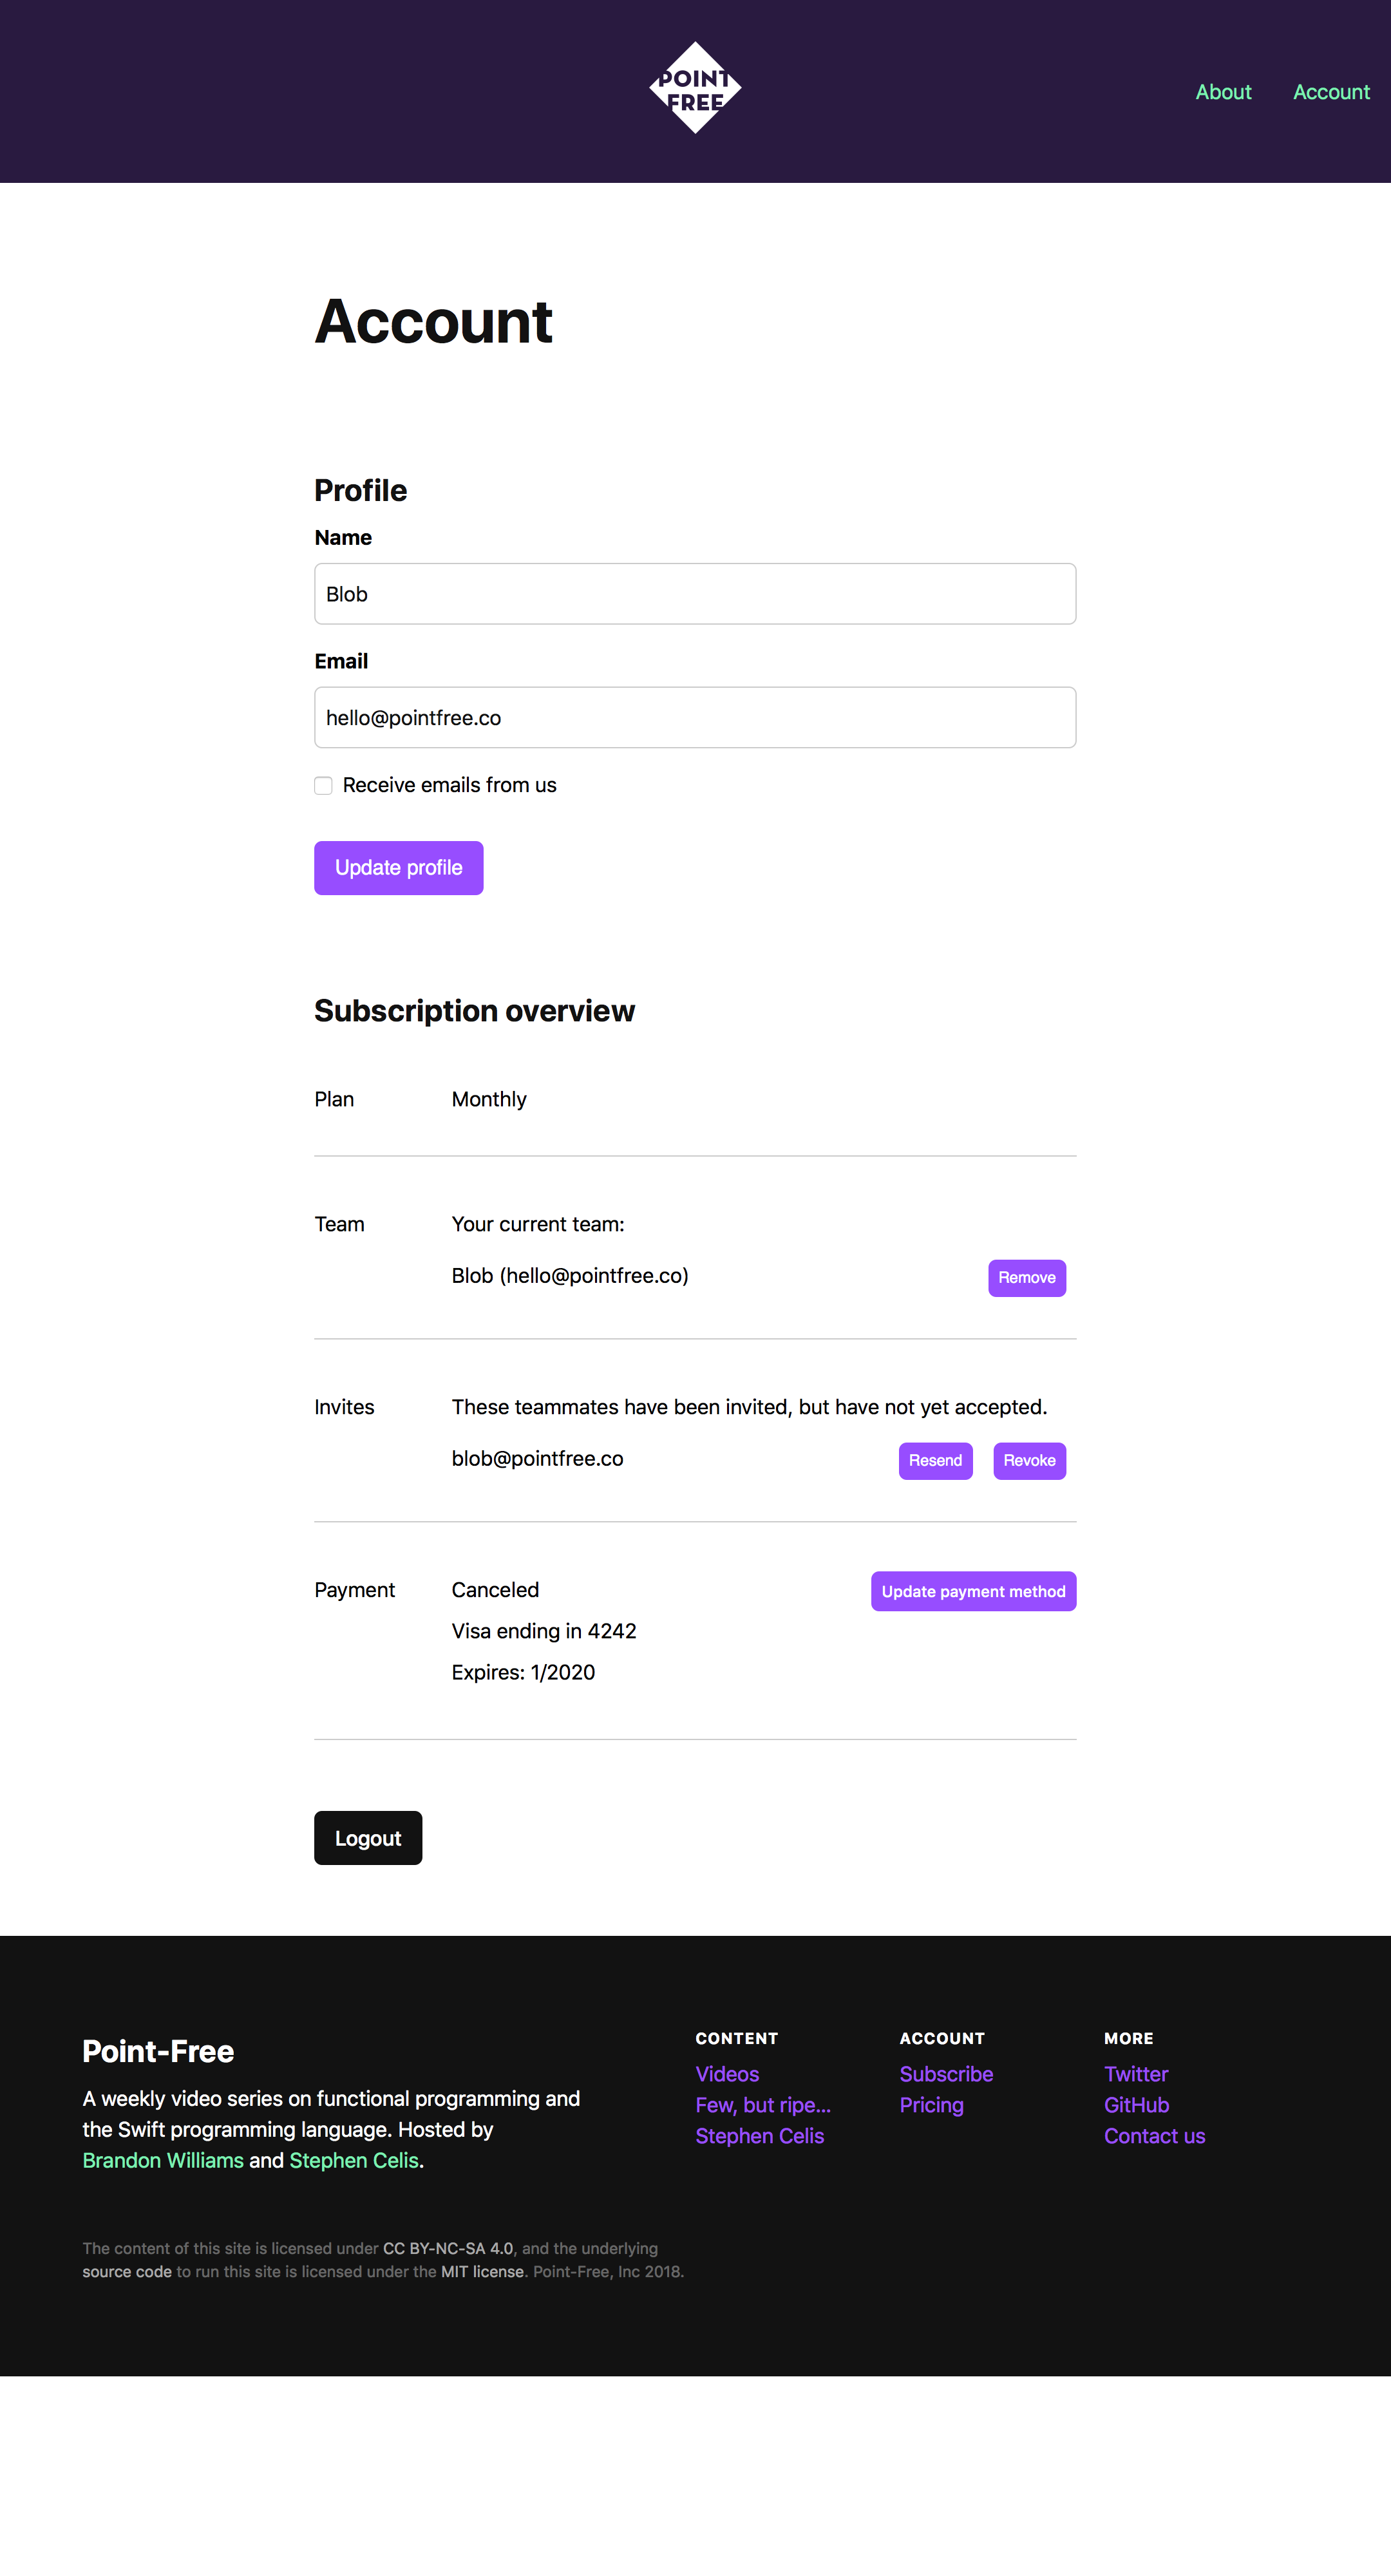 POINT
FREE
About Account
Account
Profile
Name
Blob
Email
hello@pointfree.co
Receive emails from us
Update profile
Subscription overview
Plan Monthly
Team Your current team:
Blob (hello@pointfree.co) Remove
Invites These teammates have been invited, but have not yet accepted.
blob@pointfree.co Resend Revoke
Payment Canceled Update payment method
Visa ending in 4242
Expires: 1/2020
Logout
Point-Free
A weekly video series on functional programming and
the Swift programming language. Hosted by
Brandon Williams and Stephen Celis.
CONTENT
Videos
Few, but ripe...
Stephen Celis
ACCOUNT
Subscribe
Pricing
MORE
Twitter
GitHub
Contact us
The content of this site is licensed under CC BY-NC-SA 4.0, and the underlying
source code to run this site is licensed under the MIT license. Point-Free, Inc 2018.